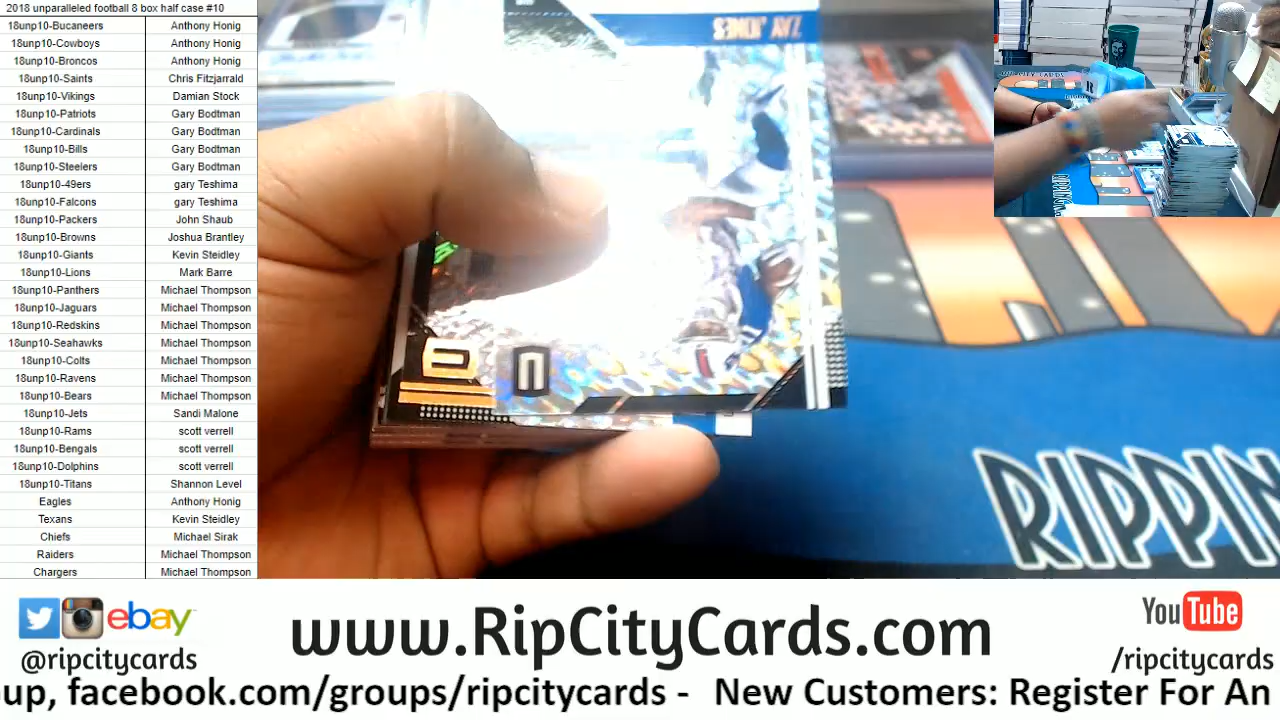 2018 unparalleled football 8 box half case #10
18unp10-Bucaneers Anthony Honig
18unp10-Cowboys Anthony Honig
18unp10-Broncos Anthony Honig
18unp10-Saints Chris Fitzjarrald
18unp10-Vikings Damian Stock
18unp10-Patriots Gary Bodtman
18unp10-Cardinals Gary Bodtman
18unp10-Bills Gary Bodtman
18unp10-Steelers Gary Bodtman
18unp10-49ers gary Teshima
18unp10-Falcons gary Teshima
18unp10-Packers John Shaub
18unp10-Browns Joshua Brantley
18unp10-Giants Kevin Steidley
18unp10-Lions Mark Barre
18unp10-Panthers Michael Thompson
18unp10-Jaguars Michael Thompson
18unp10-Redskins Michael Thompson
18unp10-Seahawks Michael Thompson
18unp10-Colts Michael Thompson
18unp10-Ravens Michael Thompson
18unp10-Bears Michael Thompson
18unp10-Jets Sandi Malone
18unp10-Rams scott verrell
18unp10-Bengals scott verrell
18unp10-Dolphins scott verrell
18unp10-Titans Shannon Level
Eagles Anthony Honig
Texans Kevin Steidley
Chiefs Michael Sirak
Raiders Michael Thompson
Chargers Michael Thompson
ZAY JONES
RIP CITY CARDS
RIPPIN
ebay
@ripcitycards
www.RipCityCards.com
YouTube
/ripcitycards
oup, facebook.com/groups/ripcitycards - New Customers: Register For An